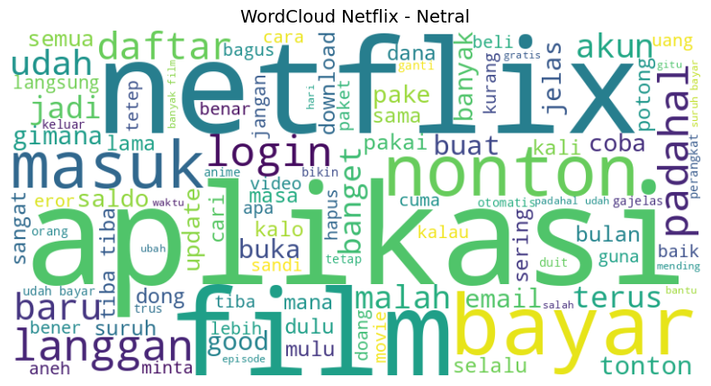 WordCloud Netflix - Netral
semua
daftar
bagus
cara
dana
beli
akun
uang
udah
netflix
download
ganti
banyak
gratis
gitu
langsung
tetep
banyak film
hari
kurang
jelas
potong
suruh bayar
jadi
benar
jangan
paket
pake
sama
keluar
gimana
lama
login
pakai
buat
kali
coba
padahal
perangkat
masuk
nonton
anime
bikin
banget
sangat
eror
saldo
waktu
update
cari
video
masa
apa
hapus
cuma
otomatis
padahal udah
gajelas
orang
tiba tiba
ubah
aplikasi
buka
kalo
sandi
tetap
kalau
sering
bulan
guna
baik
duit
mending
udah bayar
baru
dong
tiba
mana
malah
email
salah
terus
bantu
trus
film
bener
suruh
lebih
dulu
doang
movie
bayar
langgan
good
mulu
aneh
minta
episode
selalu
tonton